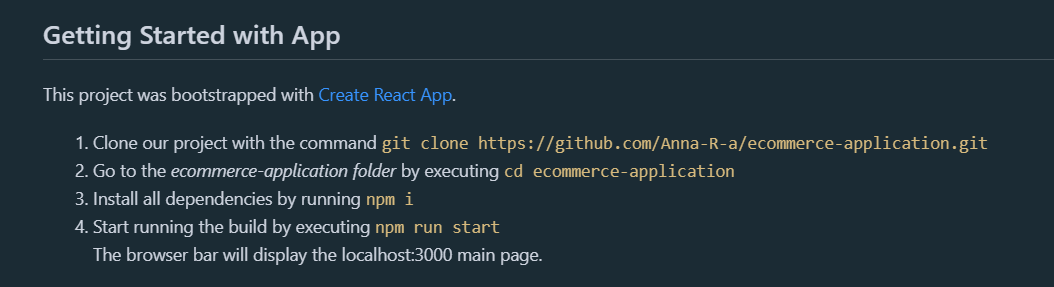 Getting Started with App
This project was bootstrapped with Create React App.
1. Clone our project with the command git clone https://github.com/Anna-R-a/ecommerce-application.git
2. Go to the ecommerce-application folder by executing cd ecommerce-application
3. Install all dependencies by running npm i
4. Start running the build by executing npm run start
The browser bar will display the localhost:3000 main page.